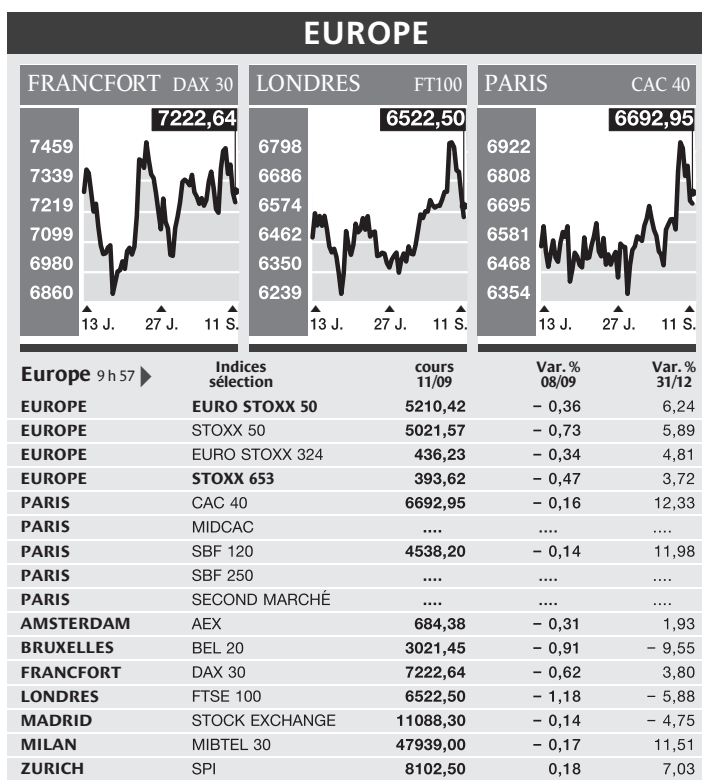 EUROPE
FRANCFORT DAX 30
7222,64
7459
7339
7219
7099
6980
6860
13 J. 27 J. 11 S.
LONDRES FT100
6522,50
6798
6686
6574
6462
6350
6239
13 J. 27 J. 11 S.
PARIS CAC 40
6692,95
6922
6808
6695
6581
6468
6354
13 J. 27 J. 11 S.
Europe 9 h 57 Indices sélection cours 11/09 Var. % 08/09 Var. % 31/12
EUROPE EURO STOXX 50 5210,42 – 0,36 6,24
EUROPE STOXX 50 5021,57 – 0,73 5,89
EUROPE EURO STOXX 324 436,23 – 0,34 4,81
EUROPE STOXX 653 393,62 – 0,47 3,72
PARIS CAC 40 6692,95 – 0,16 12,33
PARIS MIDCAC .... .... ....
PARIS SBF 120 4538,20 – 0,14 11,98
PARIS SBF 250 .... .... ....
PARIS SECOND MARCHÉ .... .... ....
AMSTERDAM AEX 684,38 – 0,31 1,93
BRUXELLES BEL 20 3021,45 – 0,91 – 9,55
FRANCFORT DAX 30 7222,64 – 0,62 3,80
LONDRES FTSE 100 6522,50 – 1,18 – 5,88
MADRID STOCK EXCHANGE 11088,30 – 0,14 – 4,75
MILAN MIBTEL 30 47939,00 – 0,17 11,51
ZURICH SPI 8102,50 0,18 7,03